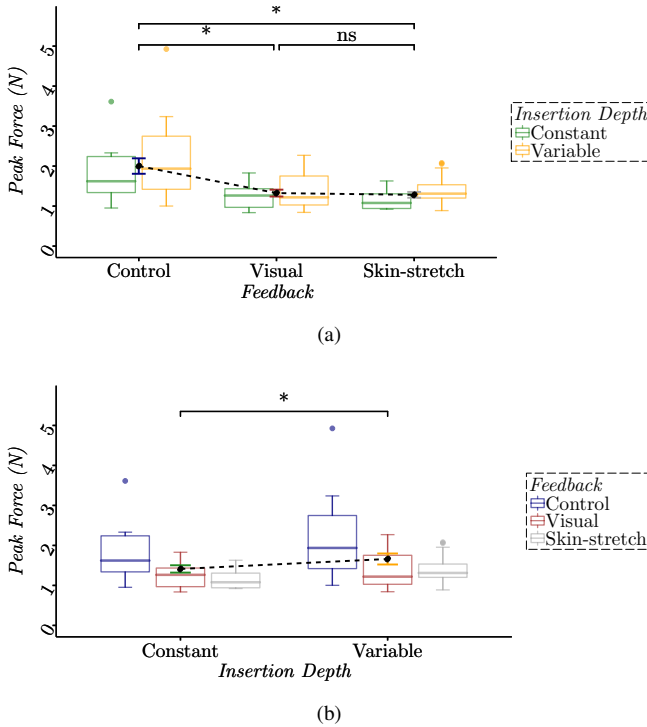 *
*
ns
5
4
3
2
1
0
Peak Force (N)
Control
Visual
Skin-stretch
Feedback
Insertion Depth
Constant
Variable
(a)
*
5
4
3
2
1
0
Peak Force (N)
Constant
Variable
Insertion Depth
Feedback
Control
Visual
Skin-stretch
(b)